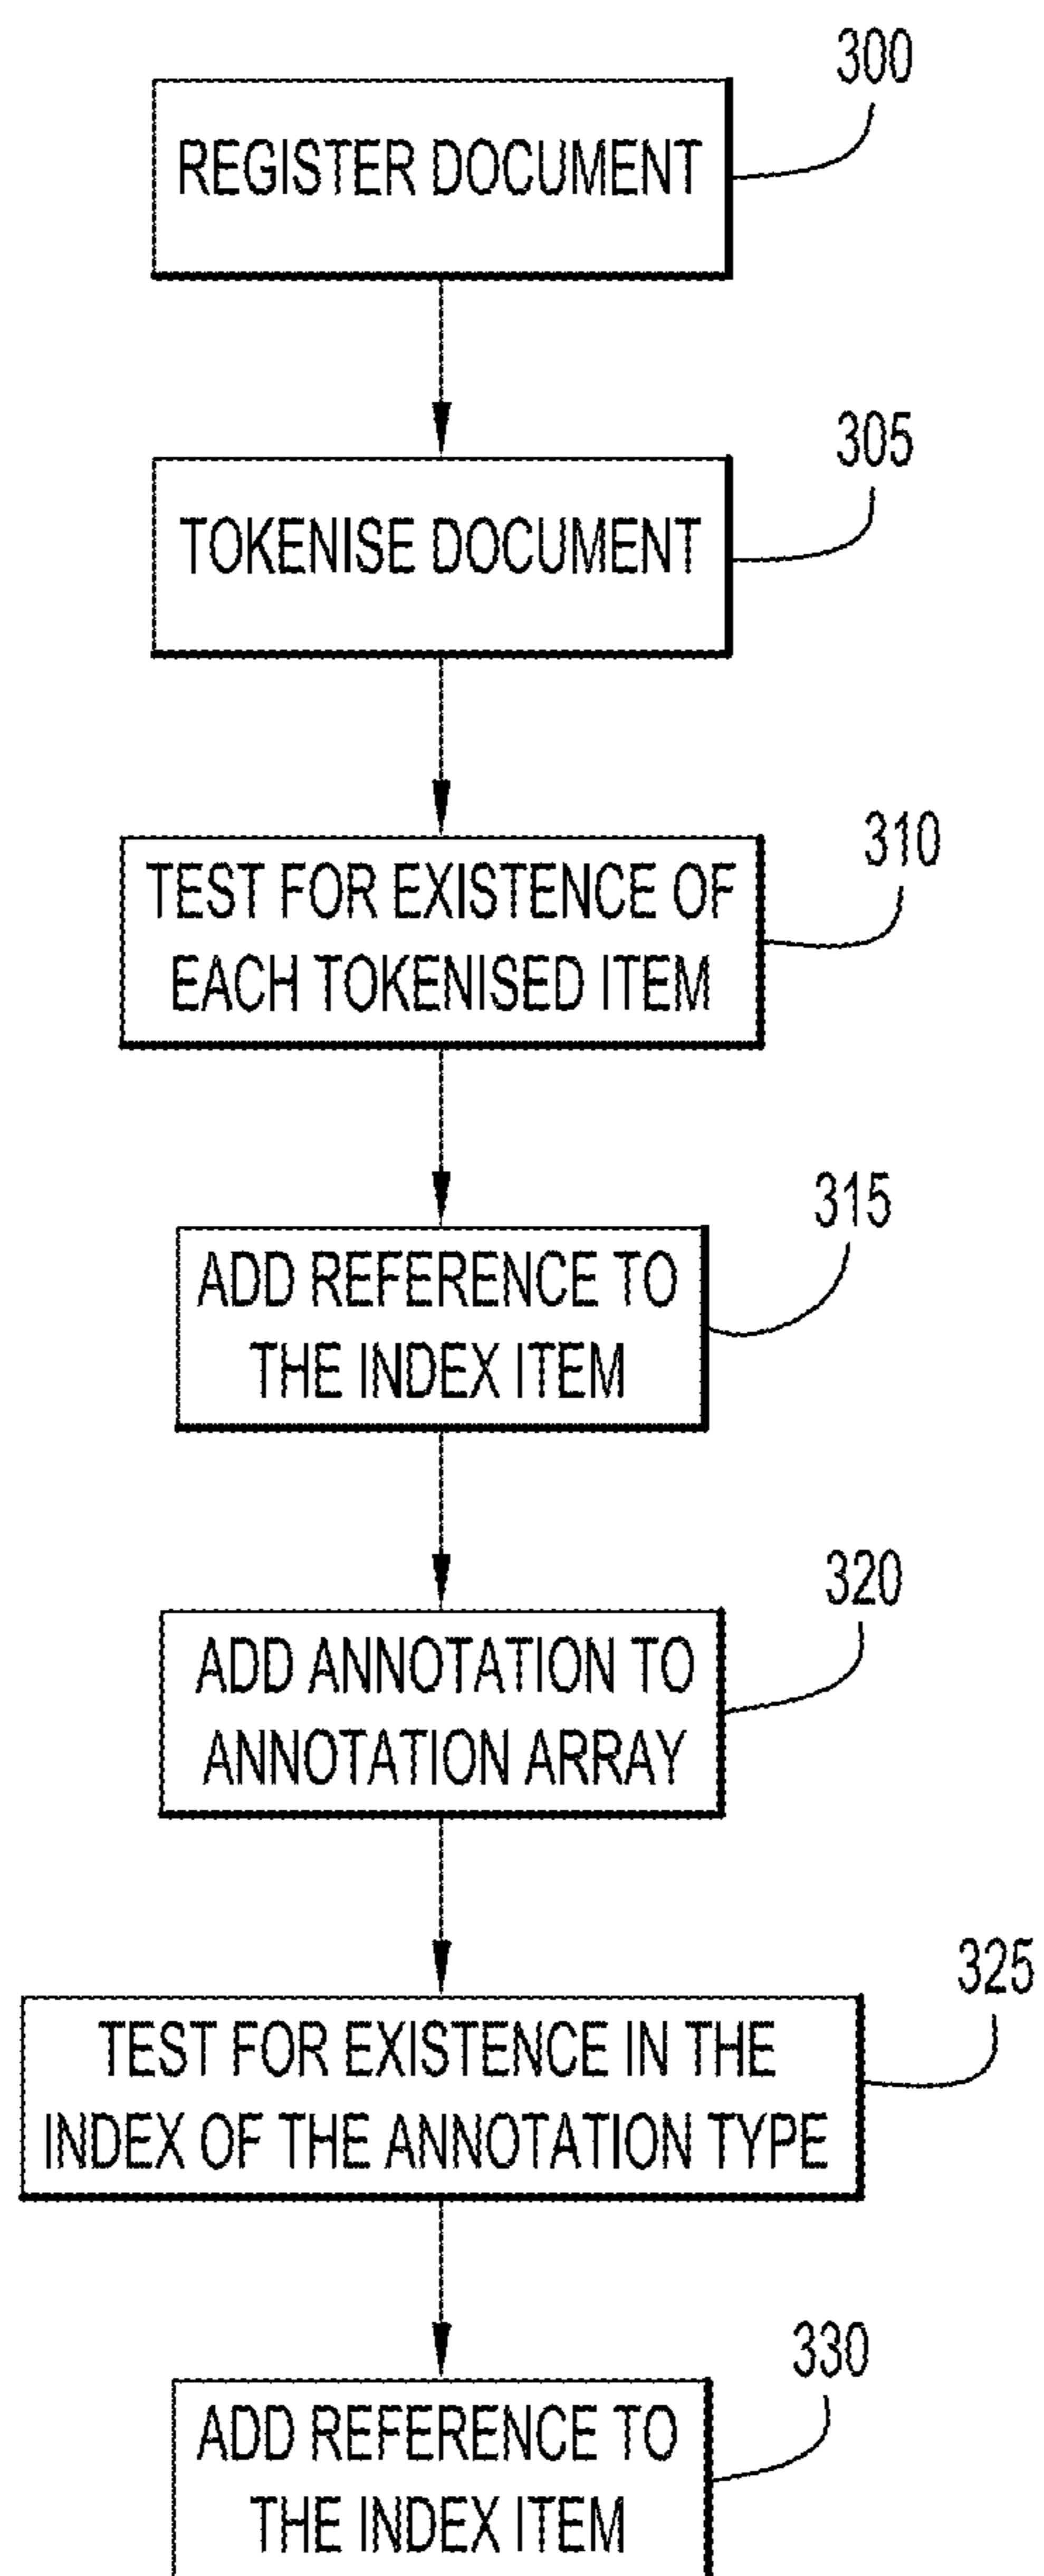 300
REGISTER DOCUMENT
305
TOKENISE DOCUMENT
310
TEST FOR EXISTENCE OF
EACH TOKENISED ITEM
315
ADD REFERENCE TO
THE INDEX ITEM
320
ADD ANNOTATION TO
ANNOTATION ARRAY
325
TEST FOR EXISTENCE IN THE
INDEX OF THE ANNOTATION TYPE
330
ADD REFERENCE TO
THE INDEX ITEM